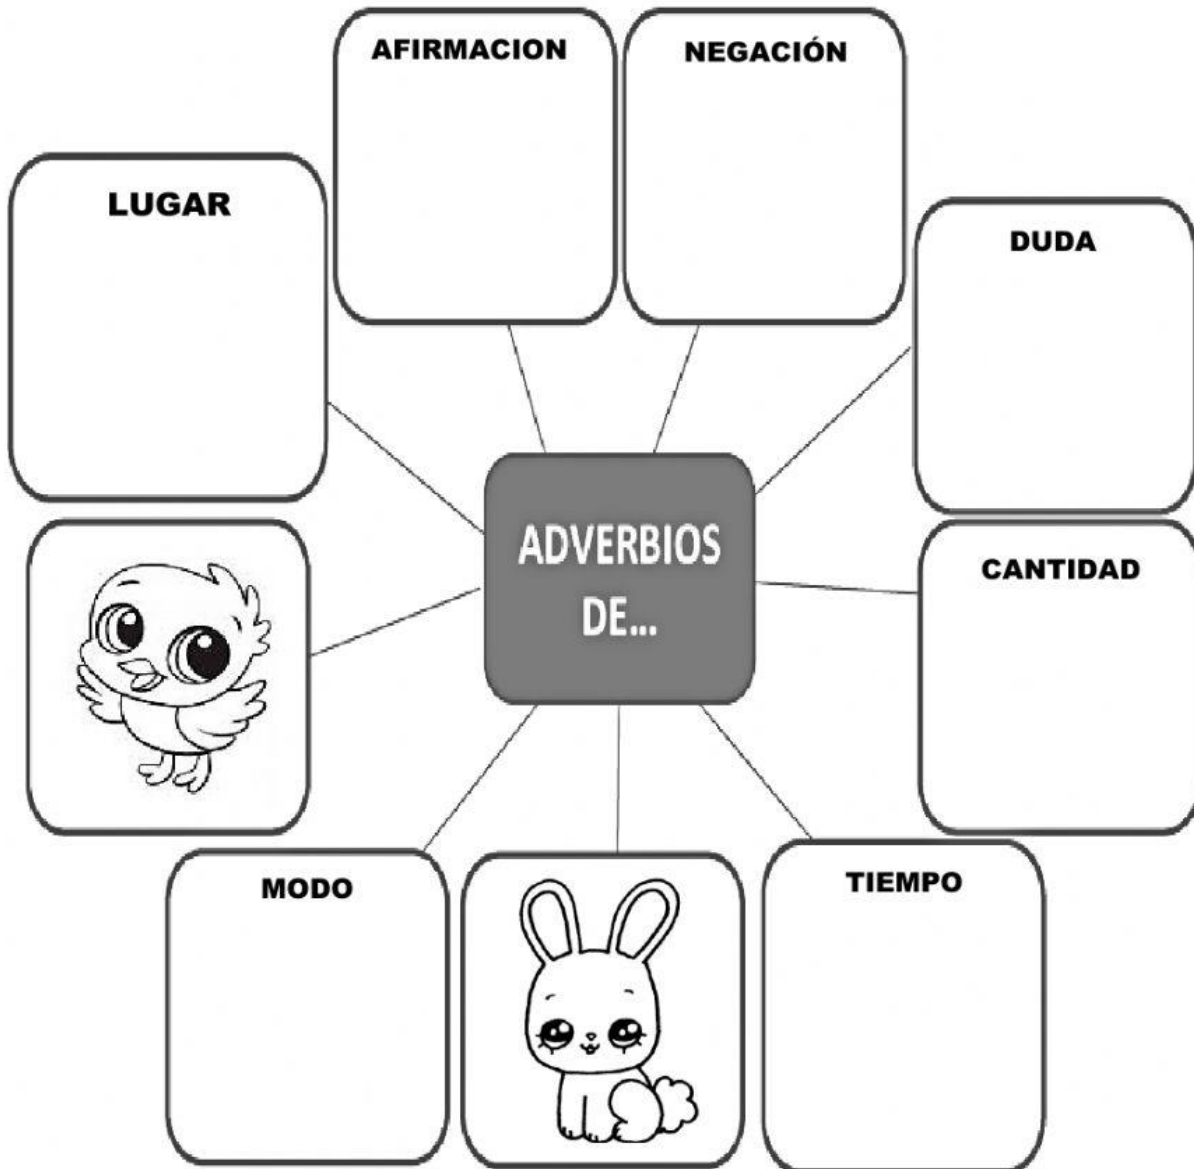 AFIRMACION
NEGACIÓN
LUGAR
DUDA
ADVERBIOS
DE...
CANTIDAD
MODO
TIEMPO